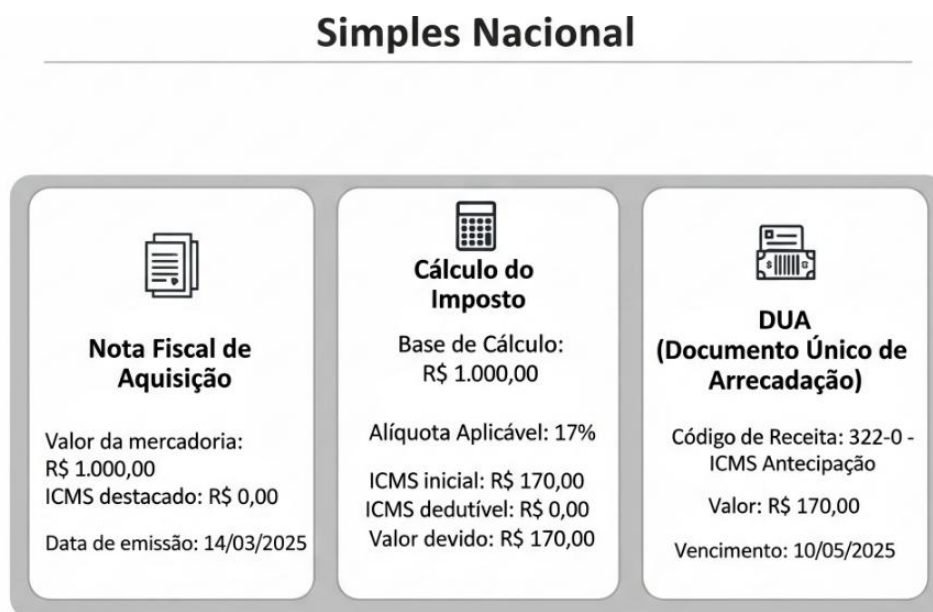 Simples Nacional
Nota Fiscal de
Aquisição
Valor da mercadoria:
R$ 1.000,00
ICMS destacado: R$ 0,00
Data de emissão: 14/03/2025
Cálculo do
Imposto
Base de Cálculo:
R$ 1.000,00
Alíquota Aplicável: 17%
ICMS inicial: R$ 170,00
ICMS dedutível: R$ 0,00
Valor devido: R$ 170,00
DUA
(Documento Único de
Arrecadação)
Código de Receita: 322-0 -
ICMS Antecipação
Valor: R$ 170,00
Vencimento: 10/05/2025